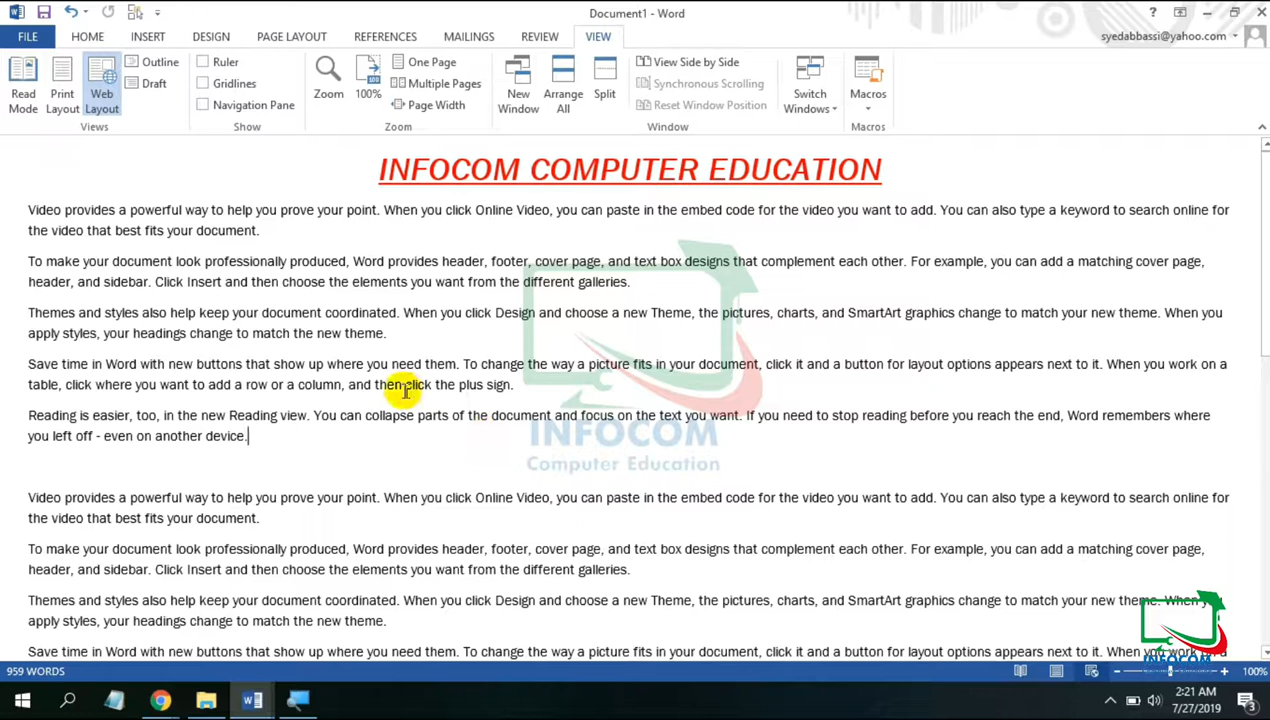 Document1 - Word
FILE HOME INSERT DESIGN PAGE LAYOUT REFERENCES MAILINGS REVIEW VIEW syedabbassi@yahoo.com
Read Mode
Print Layout
Web Layout
Outline
Draft
Views
Ruler
Gridlines
Navigation Pane
Show
Zoom
100%
One Page
Multiple Pages
Page Width
Zoom
New Window
Arrange All
Split
View Side by Side
Synchronous Scrolling
Reset Window Position
Window
Switch Windows
Macros
Macros
INFOCOM COMPUTER EDUCATION
Video provides a powerful way to help you prove your point. When you click Online Video, you can paste in the embed code for the video you want to add. You can also type a keyword to search online for
the video that best fits your document.
To make your document look professionally produced, Word provides header, footer, cover page, and text box designs that complement each other. For example, you can add a matching cover page,
header, and sidebar. Click Insert and then choose the elements you want from the different galleries.
Themes and styles also help keep your document coordinated. When you click Design and choose a new Theme, the pictures, charts, and SmartArt graphics change to match your new theme. When you
apply styles, your headings change to match the new theme.
Save time in Word with new buttons that show up where you need them. To change the way a picture fits in your document, click it and a button for layout options appears next to it. When you work on a
table, click where you want to add a row or a column, and then click the plus sign.
Reading is easier, too, in the new Reading view. You can collapse parts of the document and focus on the text you want. If you need to stop reading before you reach the end, Word remembers where
you left off - even on another device.
INFOCOM
Computer Education
Video provides a powerful way to help you prove your point. When you click Online Video, you can paste in the embed code for the video you want to add. You can also type a keyword to search online for
the video that best fits your document.
To make your document look professionally produced, Word provides header, footer, cover page, and text box designs that complement each other. For example, you can add a matching cover page,
header, and sidebar. Click Insert and then choose the elements you want from the different galleries.
Themes and styles also help keep your document coordinated. When you click Design and choose a new Theme, the pictures, charts, and SmartArt graphics change to match your new theme. When you
apply styles, your headings change to match the new theme.
Save time in Word with new buttons that show up where you need them. To change the way a picture fits in your document, click it and a button for layout options appears next to it. When you work on a
INFOCOM
959 WORDS
100%
2:21 AM
7/27/2019
3